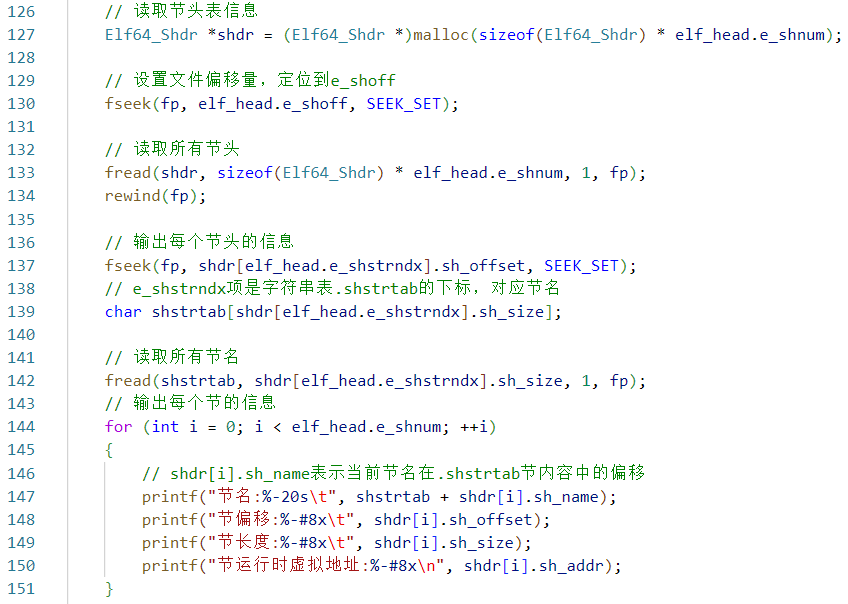 126 // 读取节头表信息
127 Elf64_Shdr *shdr = (Elf64_Shdr *)malloc(sizeof(Elf64_Shdr) * elf_head.e_shnum);
128
129 // 设置文件偏移量，定位到e_shoff
130 fseek(fp, elf_head.e_shoff, SEEK_SET);
131
132 // 读取所有节头
133 fread(shdr, sizeof(Elf64_Shdr) * elf_head.e_shnum, 1, fp);
134 rewind(fp);
135
136 // 输出每个节头的信息
137 fseek(fp, shdr[elf_head.e_shstrndx].sh_offset, SEEK_SET);
138 // e_shstrndx项是字符串表.shstrtab的下标，对应节名
139 char shstrtab[shdr[elf_head.e_shstrndx].sh_size];
140
141 // 读取所有节名
142 fread(shstrtab, shdr[elf_head.e_shstrndx].sh_size, 1, fp);
143 // 输出每个节的信息
144 for (int i = 0; i < elf_head.e_shnum; ++i)
145 {
146 // shdr[i].sh_name表示当前节名在.shstrtab节内容中的偏移
147 printf("节名:%-20s\t", shstrtab + shdr[i].sh_name);
148 printf("节偏移:%-#8x\t", shdr[i].sh_offset);
149 printf("节长度:%-#8x\t", shdr[i].sh_size);
150 printf("节运行时虚拟地址:%-#8x\n", shdr[i].sh_addr);
151 }